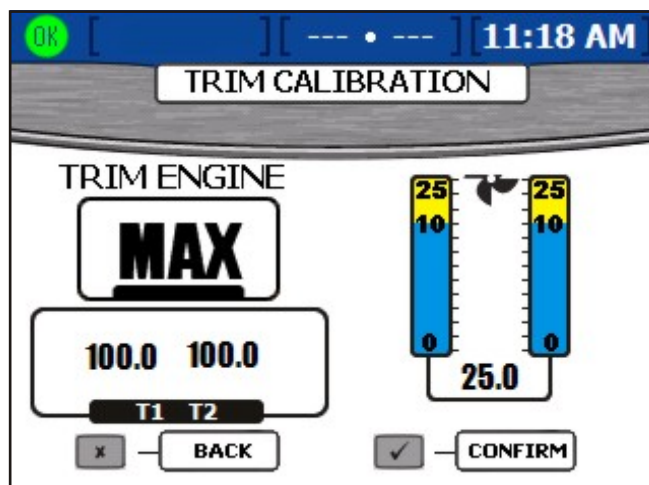 OK [ ][ --- • --- ][11:18 AM]
TRIM CALIBRATION
TRIM ENGINE
MAX
100.0 100.0
T1 T2
25 25
10 10
0 0
25.0
x BACK
✓ CONFIRM